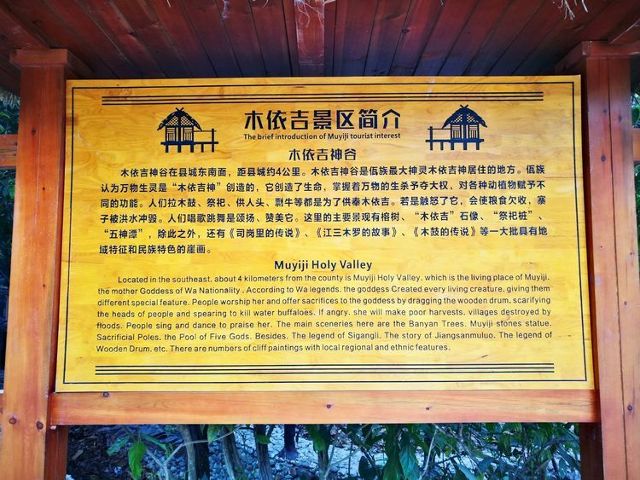 木依吉景区简介
The brief introduction of Muyiji tourist interest
木依吉神谷
木依吉神谷在县城东南面，距县城约4公里。木依吉神谷是佤族最大神灵木依吉神居住的地方。佤族
认为万物生灵是“木依吉神”创造的，它创造了生命，掌握着万物的生杀予夺大权，对各种动植物赋予不
同的功能。人们拉木鼓、祭祀、供人头、剽牛等都是为了供奉木依吉。若是触怒了它，会使粮食欠收，寨
子被洪水冲毁。人们唱歌跳舞是颂扬、赞美它。这里的主要景观有榕树、“木依吉”石像、“祭祀桩”、
“五神潭”，除此之外，还有《司岗里的传说》、《江三木罗的故事》、《木鼓的传说》等一大批具有地
域特征和民族特色的崖画。
Muyiji Holy Valley
Located in the southeast, about 4 kilometers from the county is Muyiji Holy Valley, which is the living place of Muyiji,
the mother Goddess of Wa Nationality . According to Wa legends, the goddess Created every living creature, giving them
different special feature. People worship her and offer sacrifices to the goddess by dragging the wooden drum, scarifying
the heads of people and spearing to kill water buffaloes. If angry, she will make poor harvests, villages destroyed by
floods. People sing and dance to praise her. The main sceneries here are the Banyan Trees, Muyiji stones statue,
Sacrificial Poles, the Pool of Five Gods. Besides, The legend of Sigangli, The story of Jiangsanmuluo, The legend of
Wooden Drum, etc. There are numbers of cliff paintings with local regional and ethnic features.